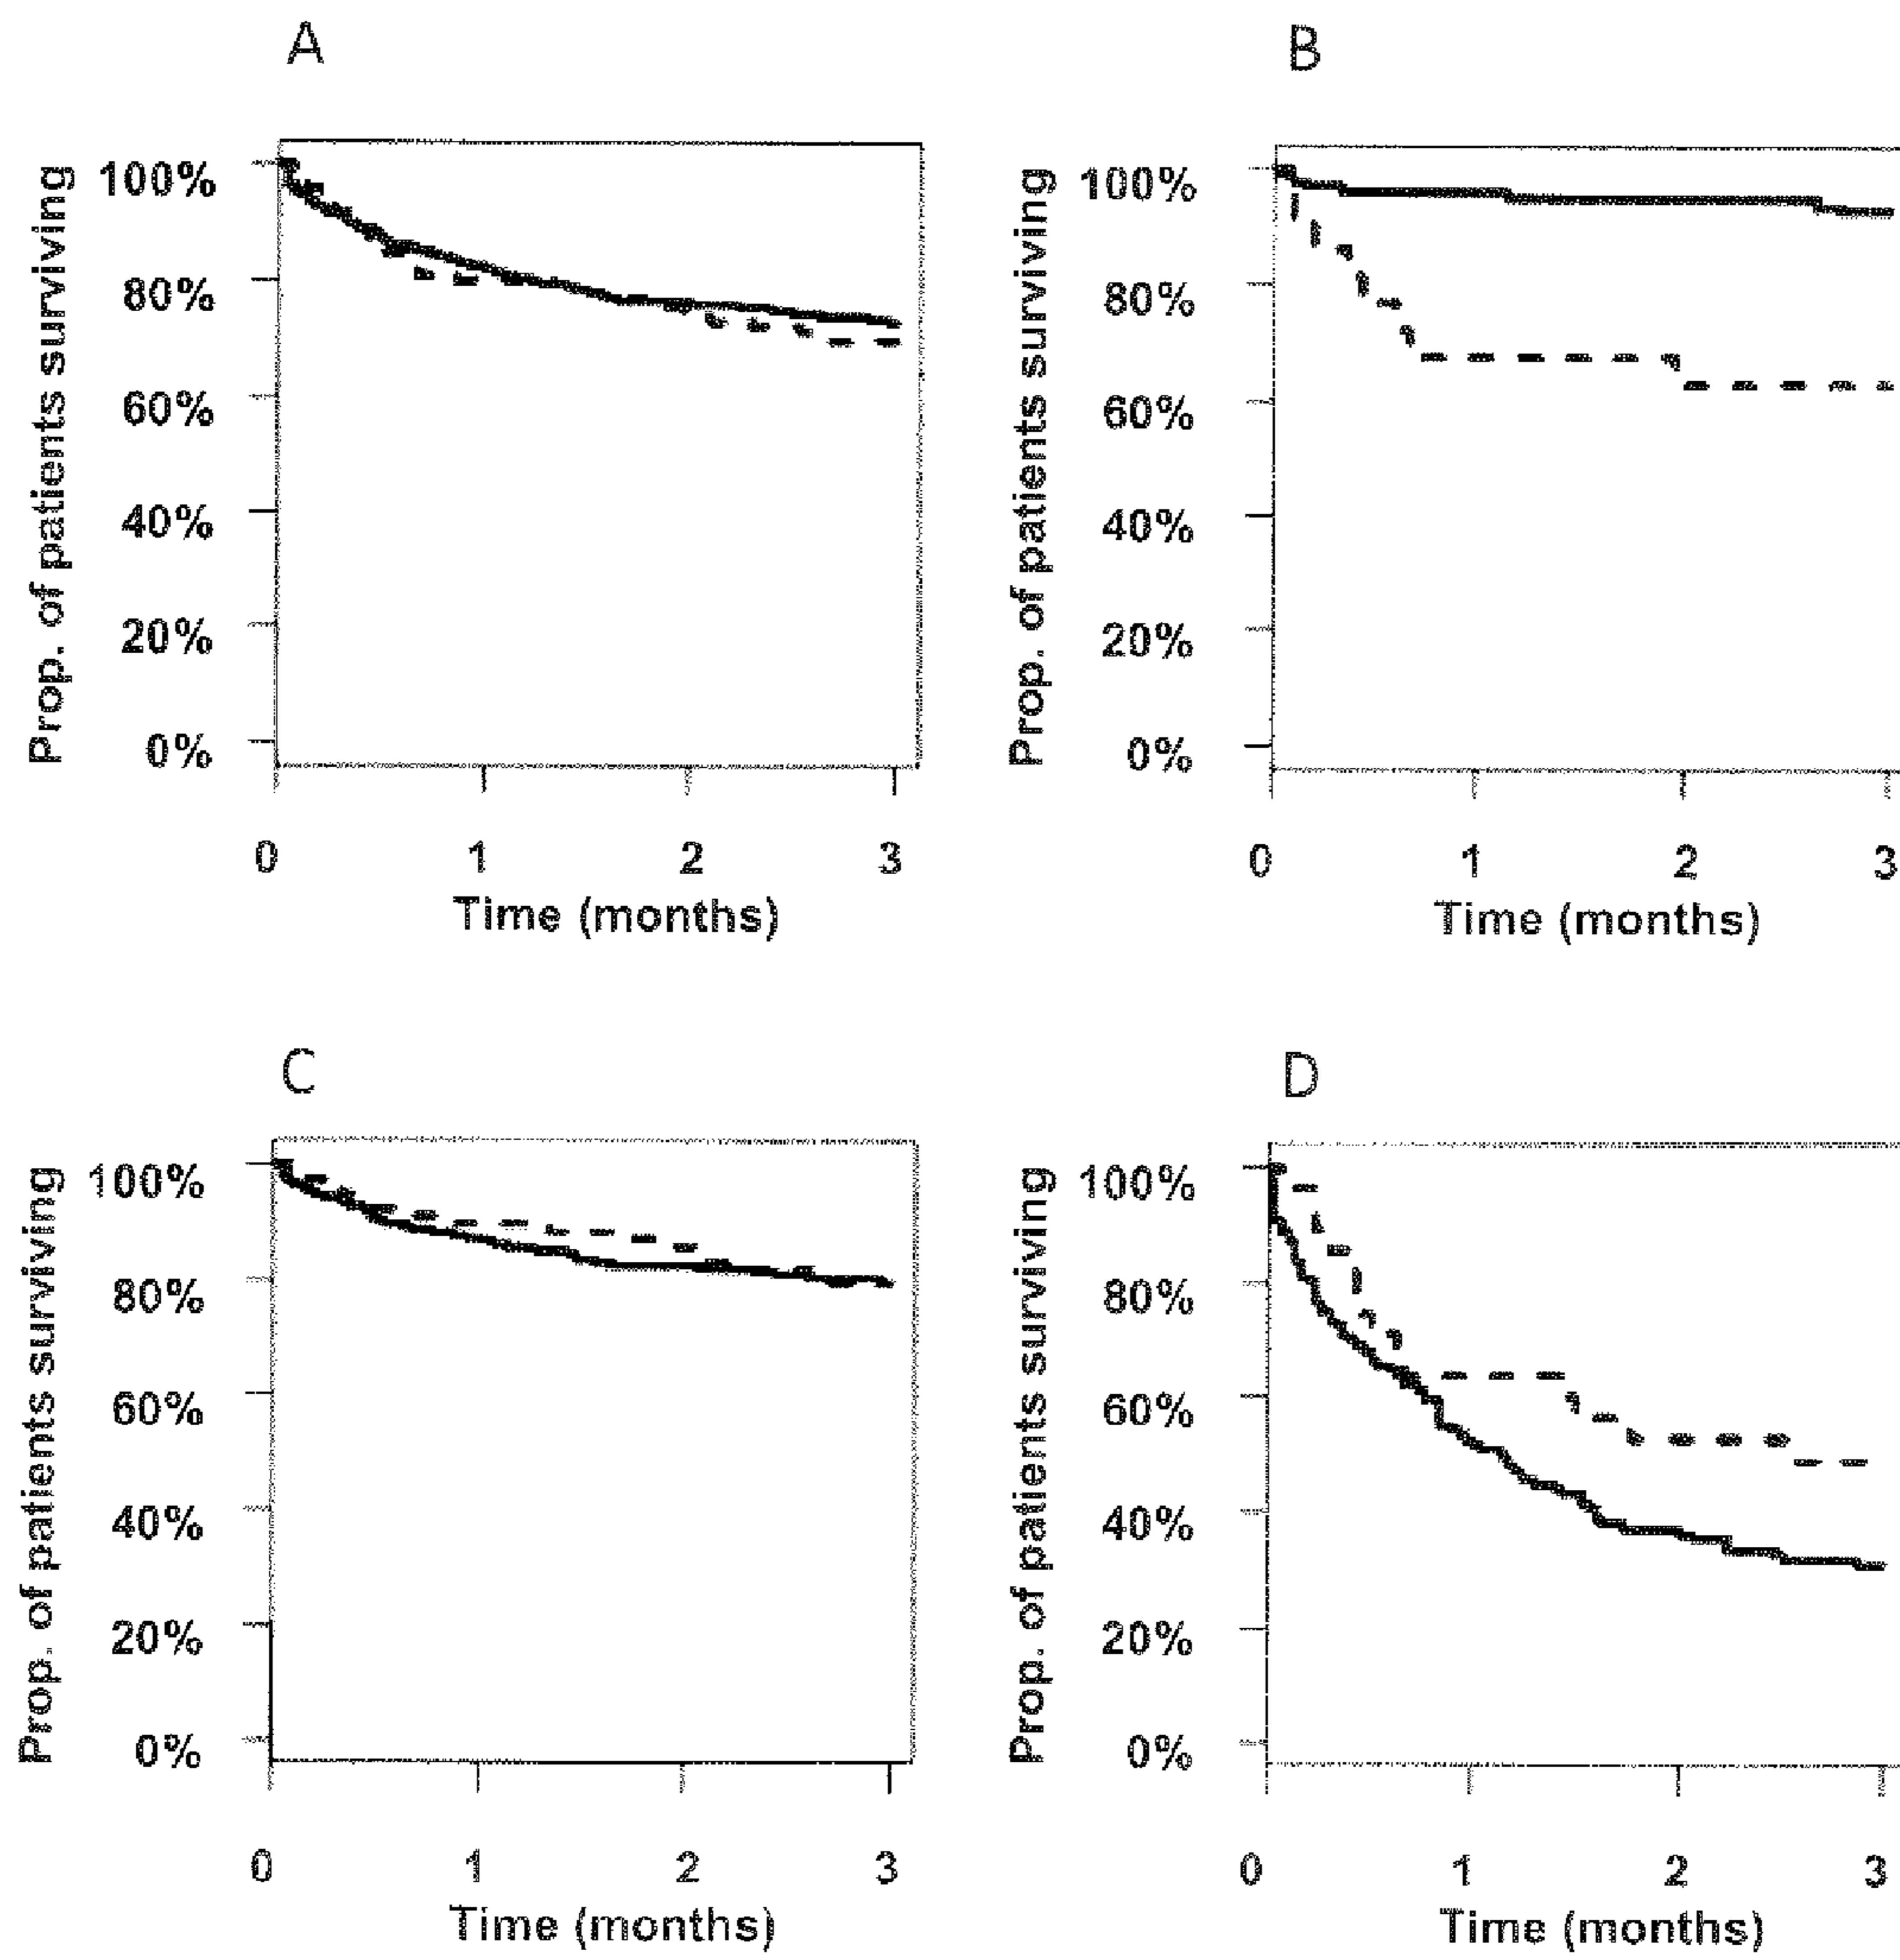 A
Prop. of patients surviving
100%
80%
60%
40%
20%
0%
0 1 2 3
Time (months)
B
Prop. of patients surviving
100%
80%
60%
40%
20%
0%
0 1 2 3
Time (months)
C
Prop. of patients surviving
100%
80%
60%
40%
20%
0%
0 1 2 3
Time (months)
D
Prop. of patients surviving
100%
80%
60%
40%
20%
0%
0 1 2 3
Time (months)